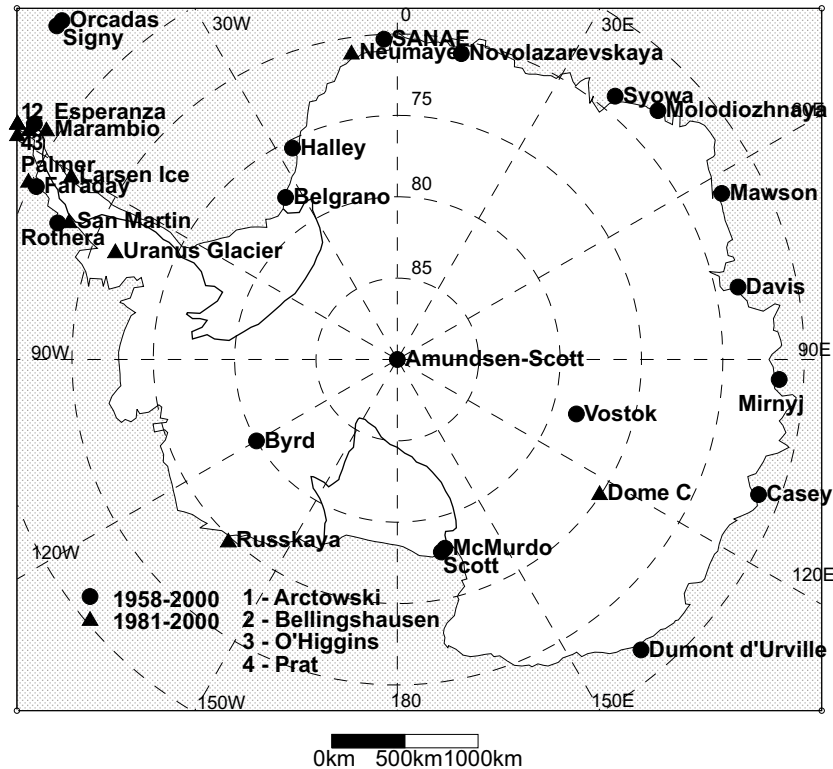 Orcadas
Signy
30W
0
30E
SANAE
Neumayer
Novolazarevskaya
Syowa
Molodiozhnaya
60E
12 Esperanza
Marambio
43
75
Halley
Palmer
Larsen Ice
Faraday
Belgrano
80
Mawson
San Martin
Rothera
Uranus Glacier
85
Davis
90W
Amundsen-Scott
90E
Mirnyj
Vostok
Byrd
Dome C
Casey
Russkaya
McMurdo
Scott
120W
120E
1958-2000
1981-2000
1 - Arctowski
2 - Bellingshausen
3 - O'Higgins
4 - Prat
Dumont d'Urville
150W
180
150E
0km 500km 1000km